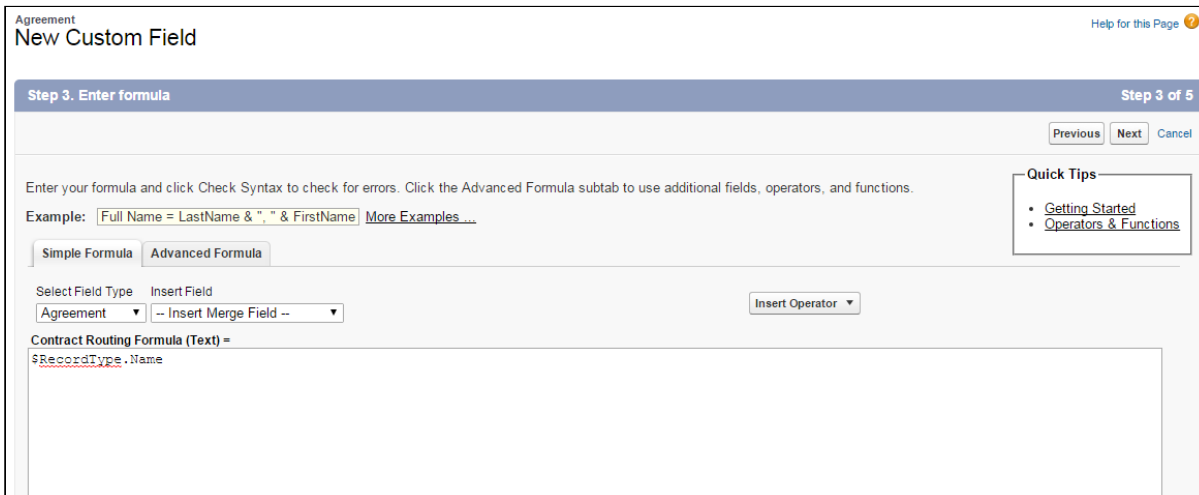 Agreement
New Custom Field
Help for this Page ?
Step 3. Enter formula
Step 3 of 5
Previous Next Cancel
Enter your formula and click Check Syntax to check for errors. Click the Advanced Formula subtab to use additional fields, operators, and functions.
Quick Tips
Getting Started
Operators & Functions
Example: Full Name = LastName & ", " & FirstName More Examples ...
Simple Formula Advanced Formula
Select Field Type Insert Field
Agreement -- Insert Merge Field --
Insert Operator
Contract Routing Formula (Text) =
$RecordType.Name